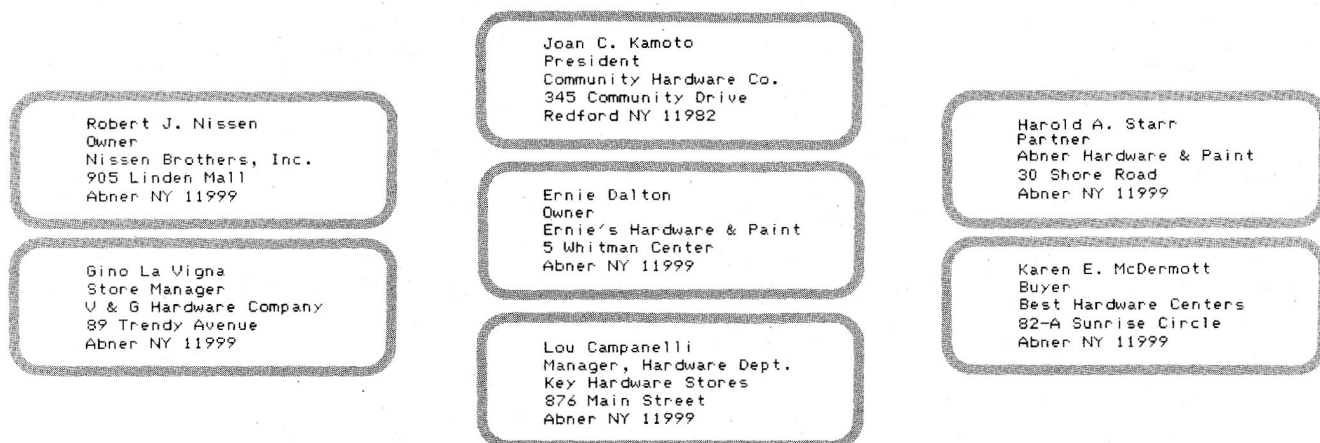 Robert J. Nissen
Owner
Nissen Brothers, Inc.
905 Linden Mall
Abner NY 11999
Gino La Vigna
Store Manager
V & G Hardware Company
89 Trendy Avenue
Abner NY 11999
Joan C. Kamoto
President
Community Hardware Co.
345 Community Drive
Redford NY 11982
Ernie Dalton
Owner
Ernie's Hardware & Paint
5 Whitman Center
Abner NY 11999
Lou Campanelli
Manager, Hardware Dept.
Key Hardware Stores
876 Main Street
Abner NY 11999
Harold A. Starr
Partner
Abner Hardware & Paint
30 Shore Road
Abner NY 11999
Karen E. McDermott
Buyer
Best Hardware Centers
82-A Sunrise Circle
Abner NY 11999